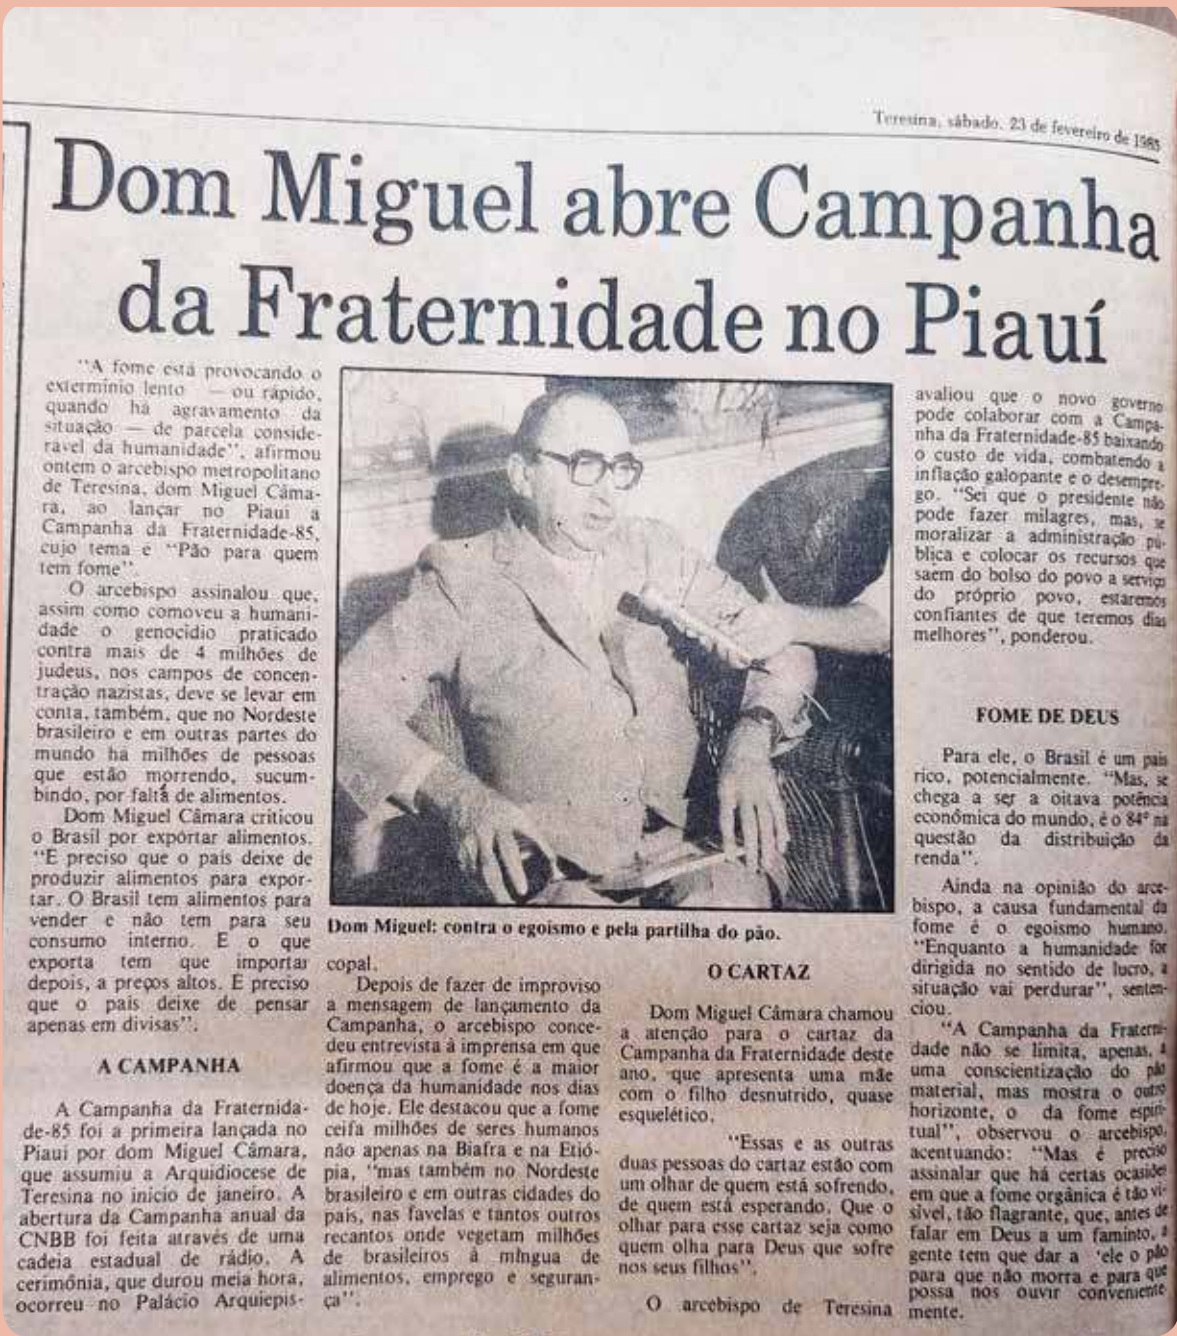 Teresina, sábado, 23 de fevereiro de 1985
Dom Miguel abre Campanha
da Fraternidade no Piauí
"A fome está provocando o
extermínio lento — ou rápido,
quando há agravamento da
situação — de parcela conside-
rável da humanidade", afirmou
ontem o arcebispo metropolitano
de Teresina, dom Miguel Câma-
ra, ao lançar no Piauí a
Campanha da Fraternidade-85,
cujo tema é "Pão para quem
tem fome".
O arcebispo assinalou que,
assim como comoveu a humani-
dade o genocídio praticado
contra mais de 4 milhões de
judeus, nos campos de concen-
tração nazistas, deve se levar em
conta, também, que no Nordeste
brasileiro e em outras partes do
mundo há milhões de pessoas
que estão morrendo, sucum-
bindo, por falta de alimentos.
Dom Miguel Câmara criticou
o Brasil por exportar alimentos.
"É preciso que o país deixe de
produzir alimentos para expor-
tar. O Brasil tem alimentos para
vender e não tem para seu
consumo interno. E o que
exporta tem que importar
depois, a preços altos. É preciso
que o país deixe de pensar
apenas em divisas".
A CAMPANHA
A Campanha da Fraternida-
de-85 foi a primeira lançada no
Piauí por dom Miguel Câmara,
que assumiu a Arquidiocese de
Teresina no início de janeiro. A
abertura da Campanha anual da
CNBB foi feita através de uma
cadeia estadual de rádio. A
cerimônia, que durou meia hora,
ocorreu no Palácio Arquiepis-
Dom Miguel: contra o egoismo e pela partilha do pão.
copal.
Depois de fazer de improviso
a mensagem de lançamento da
Campanha, o arcebispo conce-
deu entrevista à imprensa em que
afirmou que a fome é a maior
doença da humanidade nos dias
de hoje. Ele destacou que a fome
ceifa milhões de seres humanos
não apenas na Biafra e na Etió-
pia, "mas também no Nordeste
brasileiro e em outras cidades do
país, nas favelas e tantos outros
recantos onde vegetam milhões
de brasileiros à míngua de
alimentos, emprego e seguran-
ça".
O CARTAZ
Dom Miguel Câmara chamou
a atenção para o cartaz da
Campanha da Fraternidade deste
ano, que apresenta uma mãe
com o filho desnutrido, quase
esquelético.
"Essas e as outras
duas pessoas do cartaz estão com
um olhar de quem está sofrendo,
de quem está esperando. Que o
olhar para esse cartaz seja como
quem olha para Deus que sofre
nos seus filhos".
O arcebispo de Teresina
avaliou que o novo governo
pode colaborar com a Campa-
nha da Fraternidade-85 baixando
o custo de vida, combatendo a
inflação galopante e o desempre-
go. "Sei que o presidente não
pode fazer milagres, mas, se
moralizar a administração pú-
blica e colocar os recursos que
saem do bolso do povo a serviço
do próprio povo, estaremos
confiantes de que teremos dias
melhores", ponderou.
FOME DE DEUS
Para ele, o Brasil é um país
rico, potencialmente. "Mas, se
chega a ser a oitava potência
econômica do mundo, é o 84º na
questão da distribuição da
renda".
Ainda na opinião do arce-
bispo, a causa fundamental da
fome é o egoismo humano.
"Enquanto a humanidade for
dirigida no sentido de lucro, a
situação vai perdurar", senten-
ciou.
"A Campanha da Fraterni-
dade não se limita, apenas, a
uma conscientização do pão
material, mas mostra o outro
horizonte, o da fome espiri-
tual", observou o arcebispo,
acentuando: "Mas é preciso
assinalar que há certas ocasiões
em que a fome orgânica é tão vi-
sível, tão flagrante, que, antes de
falar em Deus a um faminto, a
gente tem que dar a 'ele o pão
para que não morra e para que
possa nos ouvir conveniente-
mente.